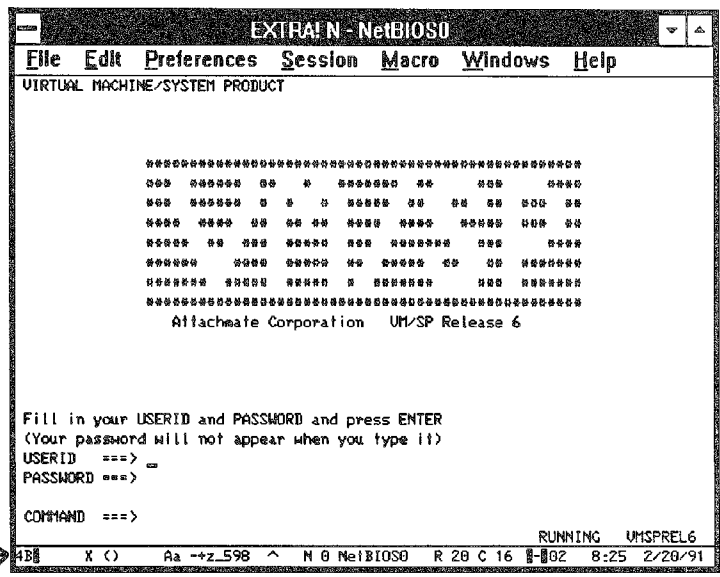 EXTRA! N - NetBIOS0
File Edit Preferences Session Macro Windows Help
VIRTUAL MACHINE/SYSTEM PRODUCT
Attachmate Corporation VM/SP Release 6
Fill in your USERID and PASSWORD and press ENTER
(Your password will not appear when you type it)
USERID ===> _
PASSWORD ===>
COMMAND ===>
RUNNING VMSPREL6
4B X () Aa -+z_598 ^ N 0 NetBIOS0 R 20 C 16 02 8:25 2/20/91